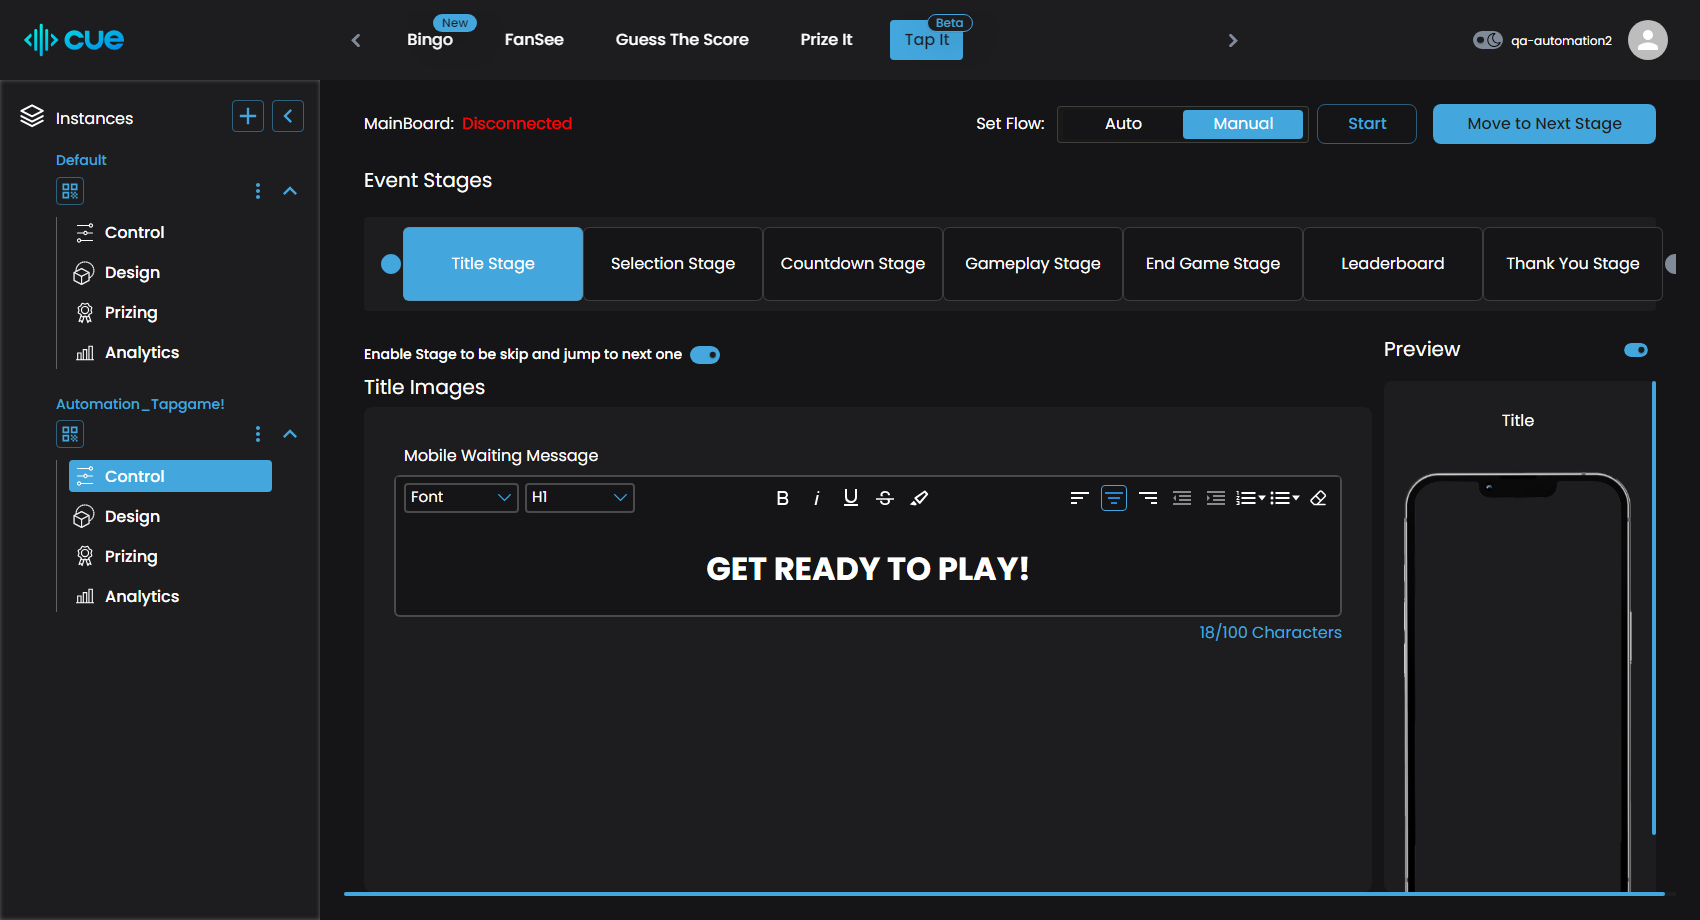 cue
Bingo
New
FanSee
Guess The Score
Prize It
Tap It
Beta
qa-automation2
Instances
Default
Control
Design
Prizing
Analytics
Automation_Tapgame!
Control
Design
Prizing
Analytics
MainBoard: Disconnected
Set Flow:
Auto
Manual
Start
Move to Next Stage
Event Stages
Title Stage
Selection Stage
Countdown Stage
Gameplay Stage
End Game Stage
Leaderboard
Thank You Stage
Enable Stage to be skip and jump to next one
Title Images
Mobile Waiting Message
Font
H1
B
i
U
S
GET READY TO PLAY!
18/100 Characters
Preview
Title